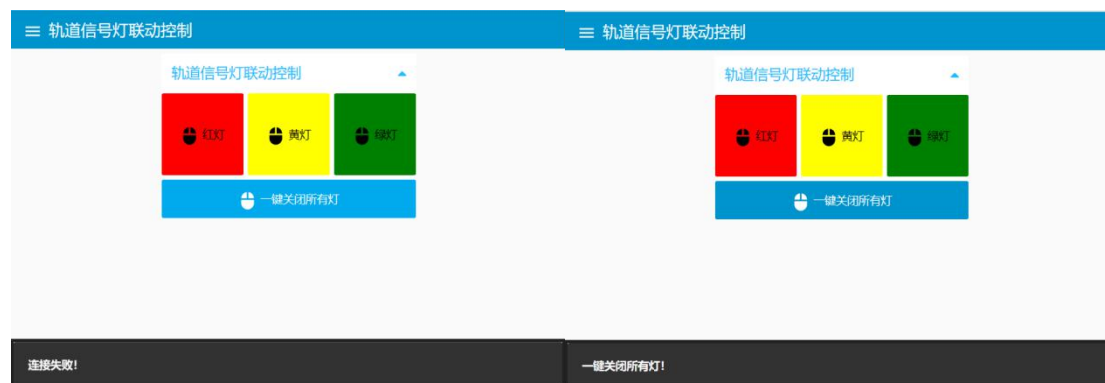 轨道信号灯联动控制
轨道信号灯联动控制
红灯 黄灯 绿灯
一键关闭所有灯
连接失败!
轨道信号灯联动控制
轨道信号灯联动控制
红灯 黄灯 绿灯
一键关闭所有灯
一键关闭所有灯!